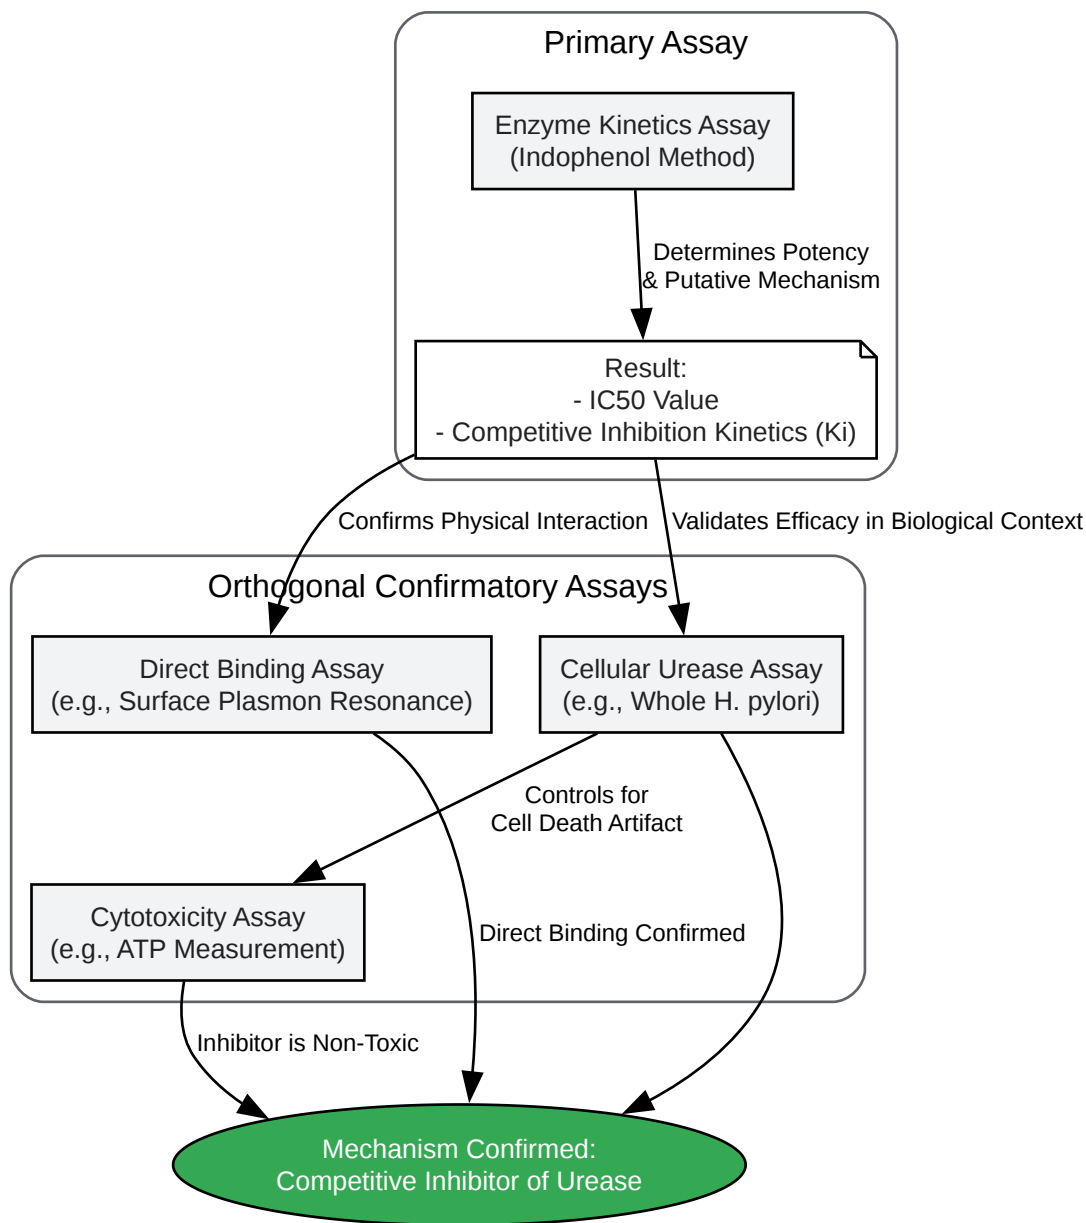 Primary Assay
Enzyme Kinetics Assay
(Indophenol Method)
Determines Potency
& Putative Mechanism
Result:
- IC50 Value
- Competitive Inhibition Kinetics (Ki)
Confirms Physical Interaction
Validates Efficacy in Biological Context
Orthogonal Confirmatory Assays
Direct Binding Assay
(e.g., Surface Plasmon Resonance)
Cellular Urease Assay
(e.g., Whole H. pylori)
Controls for
Cell Death Artifact
Cytotoxicity Assay
(e.g., ATP Measurement)
Direct Binding Confirmed
Inhibitor is Non-Toxic
Mechanism Confirmed:
Competitive Inhibitor of Urease